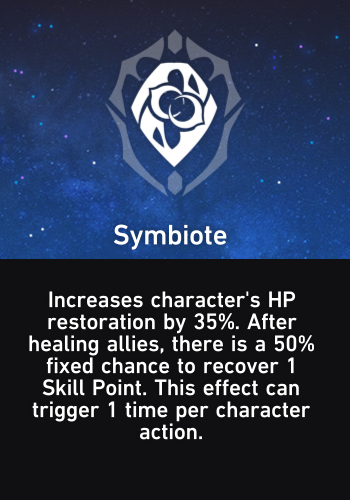 Symbiote
Increases character's HP
restoration by 35%. After
healing allies, there is a 50%
fixed chance to recover 1
Skill Point. This effect can
trigger 1 time per character
action.